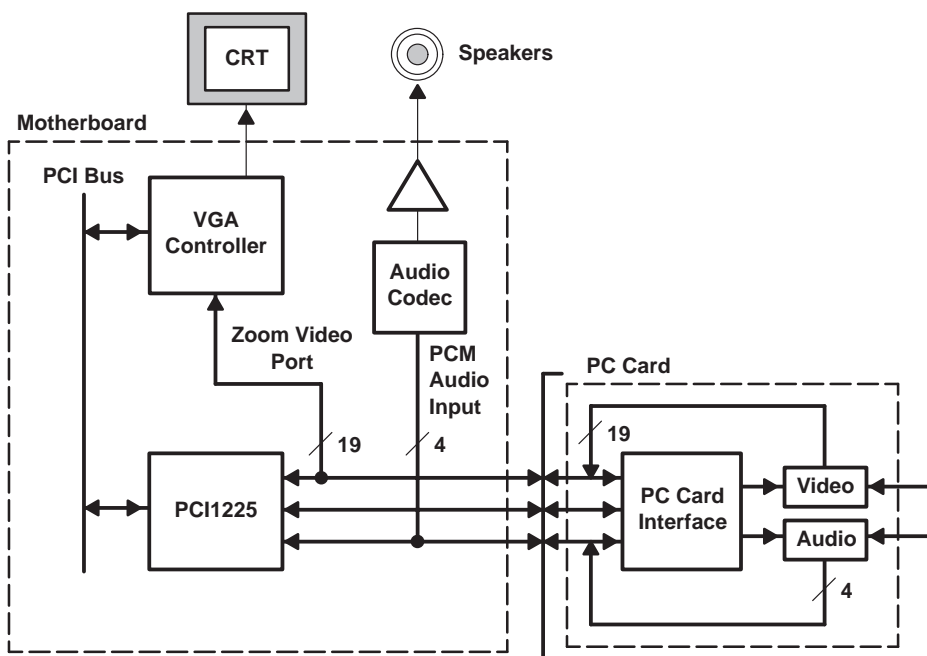 CRT
Speakers
Motherboard
PCI Bus
VGA
Controller
Audio
Codec
Zoom Video
Port
PCM
Audio
Input
PC Card
19
4
19
PCI1225
PC Card
Interface
Video
Audio
4